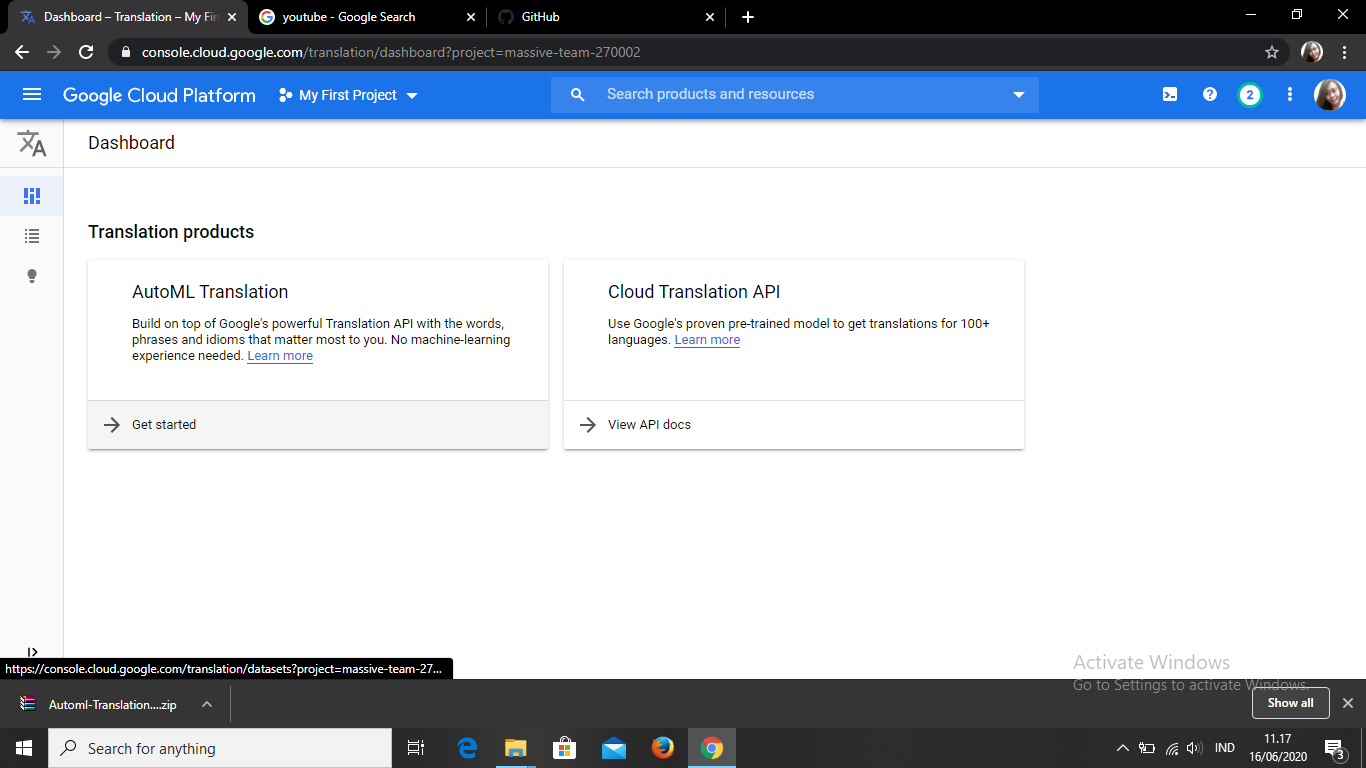 Dashboard – Translation – My Fir
youtube - Google Search
GitHub
console.cloud.google.com/translation/dashboard?project=massive-team-270002
Google Cloud Platform
My First Project
Search products and resources
2
Dashboard
Translation products
AutoML Translation
Build on top of Google's powerful Translation API with the words,
phrases and idioms that matter most to you. No machine-learning
experience needed. Learn more
Get started
Cloud Translation API
Use Google's proven pre-trained model to get translations for 100+
languages. Learn more
View API docs
Activate Windows
Go to Settings to activate Windows.
https://console.cloud.google.com/translation/datasets?project=massive-team-27...
Automl-Translation....zip
Show all
Search for anything
IND
11.17
16/06/2020
3